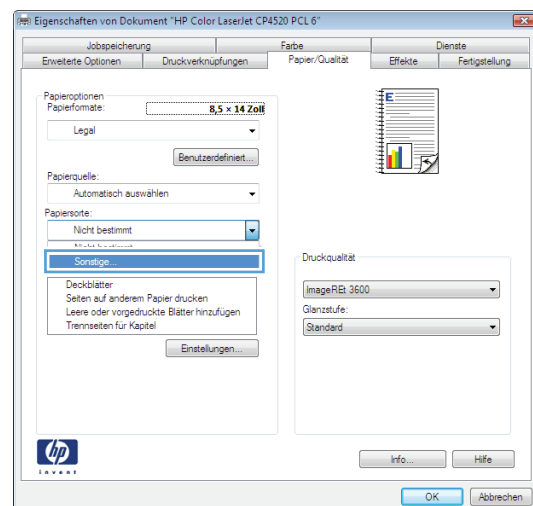 Eigenschaften von Dokument "HP Color LaserJet CP4520 PCL 6"
Jobspeicherung Farbe Dienste
Erweiterte Optionen Druckverknüpfungen Papier/Qualität Effekte Fertigstellung
Papieroptionen
Papierformate: 8,5 × 14 Zoll
Legal
Benutzerdefiniert...
Papierquelle:
Automatisch auswählen
Papiersorte:
Nicht bestimmt
Nicht bestimmt
Sonstige...
Deckblätter
Seiten auf anderem Papier drucken
Leere oder vorgedruckte Blätter hinzufügen
Trennseiten für Kapitel
Einstellungen...
E
Druckqualität
ImageREt 3600
Glanzstufe:
Standard
hp
invent
Info... Hilfe
OK Abbrechen